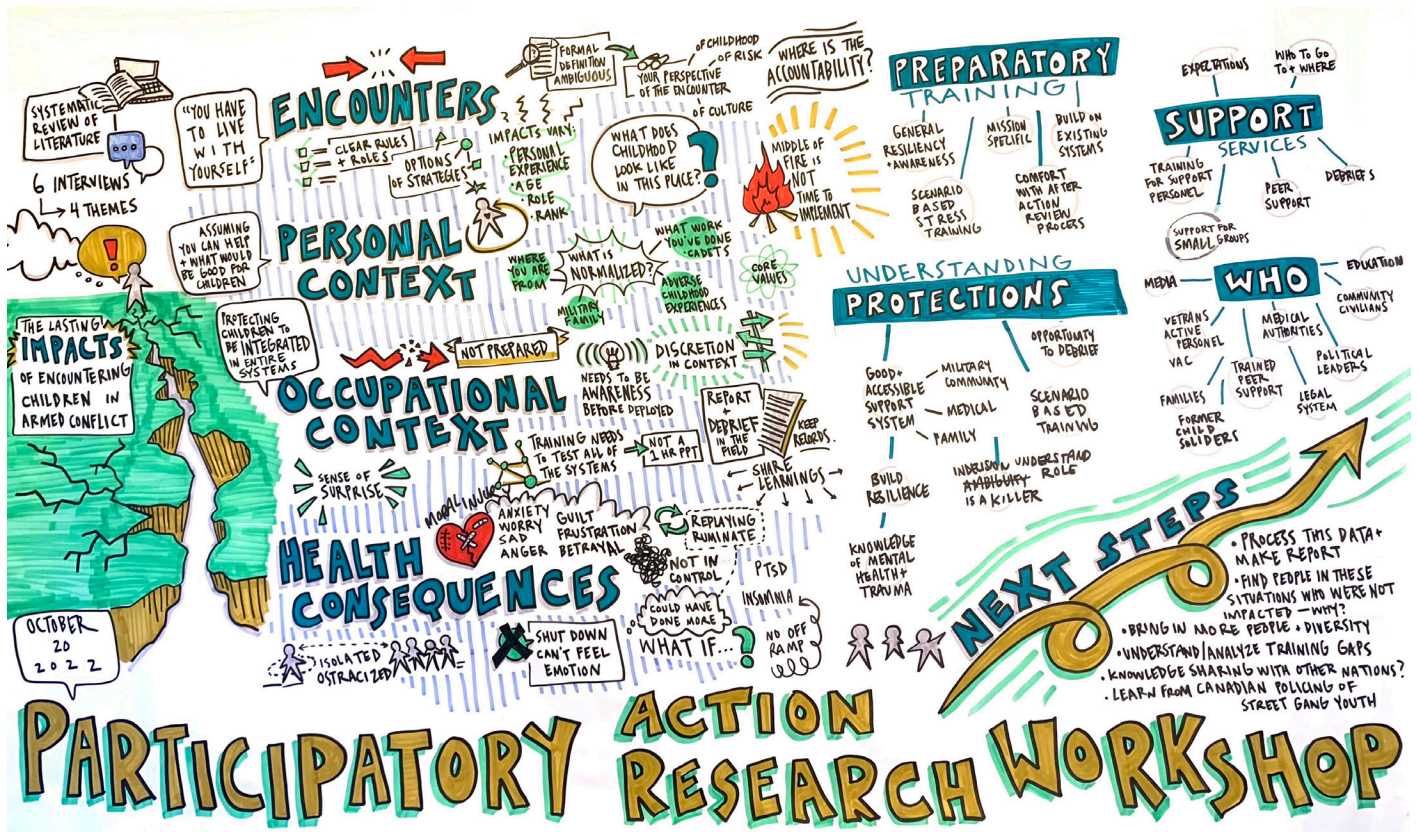 SYSTEMATIC
REVIEW OF
LITERATURE
6 INTERVIEWS
4 THEMES
"YOU HAVE
TO LIVE
WITH
YOURSELF"
ASSUMING
YOU CAN HELP
+ WHAT WOULD
BE GOOD FOR
CHILDREN
!
THE LASTING
IMPACTS
OF ENCOUNTERING
CHILDREN IN
ARMED CONFLICT
PROTECTING
CHILDREN TO
BE INTEGRATED
IN ENTIRE
SYSTEMS
OCTOBER
20
2022
ENCOUNTERS
CLEAR RULES
+ ROLES
OPTIONS
OF STRATEGIES
FORMAL
DEFINITION
AMBIGUOUS
YOUR PERSPECTIVE
OF THE ENCOUNTER
OF CHILDHOOD
OF RISK
OF CULTURE
WHERE IS THE
ACCOUNTABILITY?
IMPACTS VARY:
PERSONAL
EXPERIENCE
• AGE
• ROLE
• RANK
WHAT DOES
CHILDHOOD
LOOK LIKE
IN THIS PLACE?
?
MIDDLE OF
FIRE IS
NOT
TIME TO
IMPLEMENT
PERSONAL
CONTEXT
WHERE
YOU ARE
FROM
WHAT IS
NORMALIZED?
WHAT WORK
YOU'VE DONE
• CADETS
MILITARY
FAMILY
ADVERSE
CHILDHOOD
EXPERIENCES
CORE
VALUES
NOT PREPARED
OCCUPATIONAL
CONTEXT
NEEDS TO BE
AWARENESS
BEFORE DEPLOYED
DISCRETION
IN CONTEXT
REPORT
+
DEBRIEF
IN THE
FIELD
KEEP
RECORDS.
TRAINING NEEDS
TO TEST ALL OF
THE SYSTEMS
NOT A
1 HR PPT
SHARE
LEARNINGS
SENSE OF
SURPRISE
HEALTH
CONSEQUENCES
ANXIETY
WORRY
SAD
ANGER
GUILT
FRUSTRATION
BETRAYAL
REPLAYING
RUMINATE
NOT IN
CONTROL
PTSD
INSOMNIA
NO OFF
RAMP
COULD HAVE
DONE MORE
WHAT IF...
?
ISOLATED
OSTRACIZED
SHUT DOWN
CAN'T FEEL
EMOTION
PREPARATORY
TRAINING
GENERAL
RESILIENCY
+ AWARENESS
SCENARIO
BASED
STRESS
TRAINING
MISSION
SPECIFIC
COMFORT
WITH AFTER
ACTION
REVIEW
PROCESS
BUILD ON
EXISTING
SYSTEMS
EXPECTATIONS
WHO TO GO
TO + WHERE
SUPPORT
SERVICES
TRAINING
FOR SUPPORT
PERSONEL
PEER
SUPPORT
DEBRIEFS
SUPPORT FOR
SMALL GROUPS
UNDERSTANDING
PROTECTIONS
GOOD +
ACCESSIBLE
SUPPORT
SYSTEM
MILITARY
COMMUNITY
MEDICAL
FAMILY
BUILD
RESILIENCE
KNOWLEDGE
OF MENTAL
HEALTH +
TRAUMA
OPPORTUNITY
TO DEBRIEF
SCENARIO
BASED
TRAINING
UNDERSTAND
ROLE
AMBIGUITY
IS A KILLER
WHO
MEDIA
EDUCATION
COMMUNITY
CIVILIANS
VETRANS
ACTIVE
PERSONEL
VAC
MEDICAL
AUTHORITIES
POLITICAL
LEADERS
FAMILIES
TRAINED
PEER
SUPPORT
LEGAL
SYSTEM
FORMER
CHILD
SOLIDERS
NEXT STEPS
• PROCESS THIS DATA +
MAKE REPORT
• FIND PEOPLE IN THESE
SITUATIONS WHO WERE NOT
IMPACTED — WHY?
• BRING IN MORE PEOPLE + DIVERSITY
• UNDERSTAND/ANALYZE TRAINING GAPS
• KNOWLEDGE SHARING WITH OTHER NATIONS?
• LEARN FROM CANADIAN POLICING OF
STREET GANG YOUTH
PARTICIPATORY ACTION
RESEARCH WORKSHOP